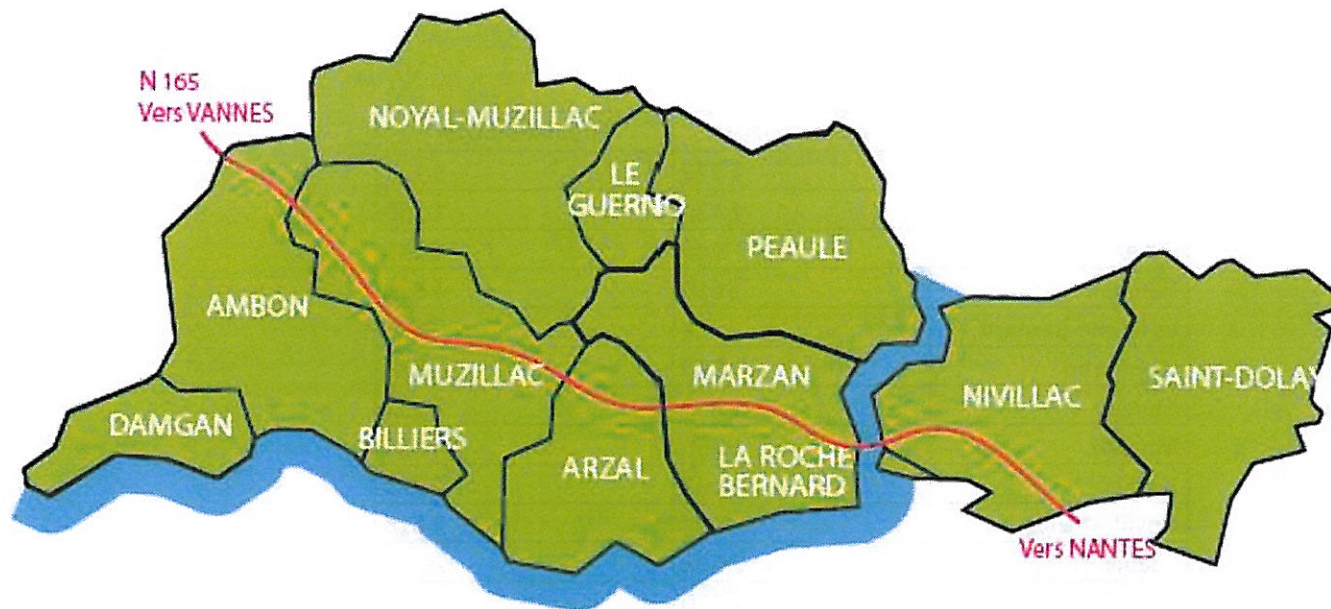 N 165
Vers VANNES
NOYAL-MUZILLAC
LE
GUERNO
PEAULE
AMBON
MUZILLAC
MARZAN
NIVILLAC
SAINT-DOLAY
DAMGAN
BILLIERS
ARZAL
LA ROCHE
BERNARD
Vers NANTES